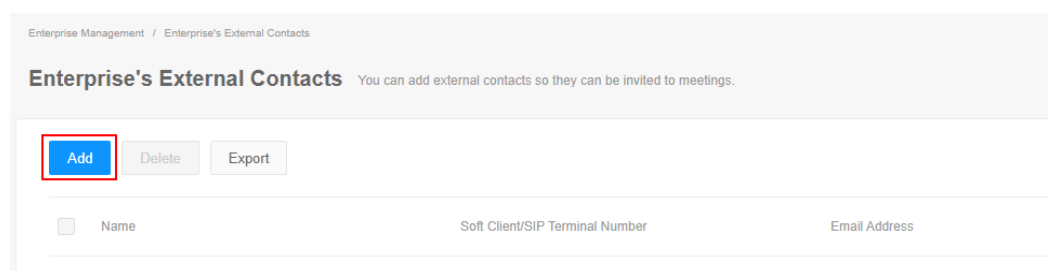 Enterprise Management / Enterprise's External Contacts
Enterprise's External Contacts You can add external contacts so they can be invited to meetings.
Add Delete Export
Name Soft Client/SIP Terminal Number Email Address